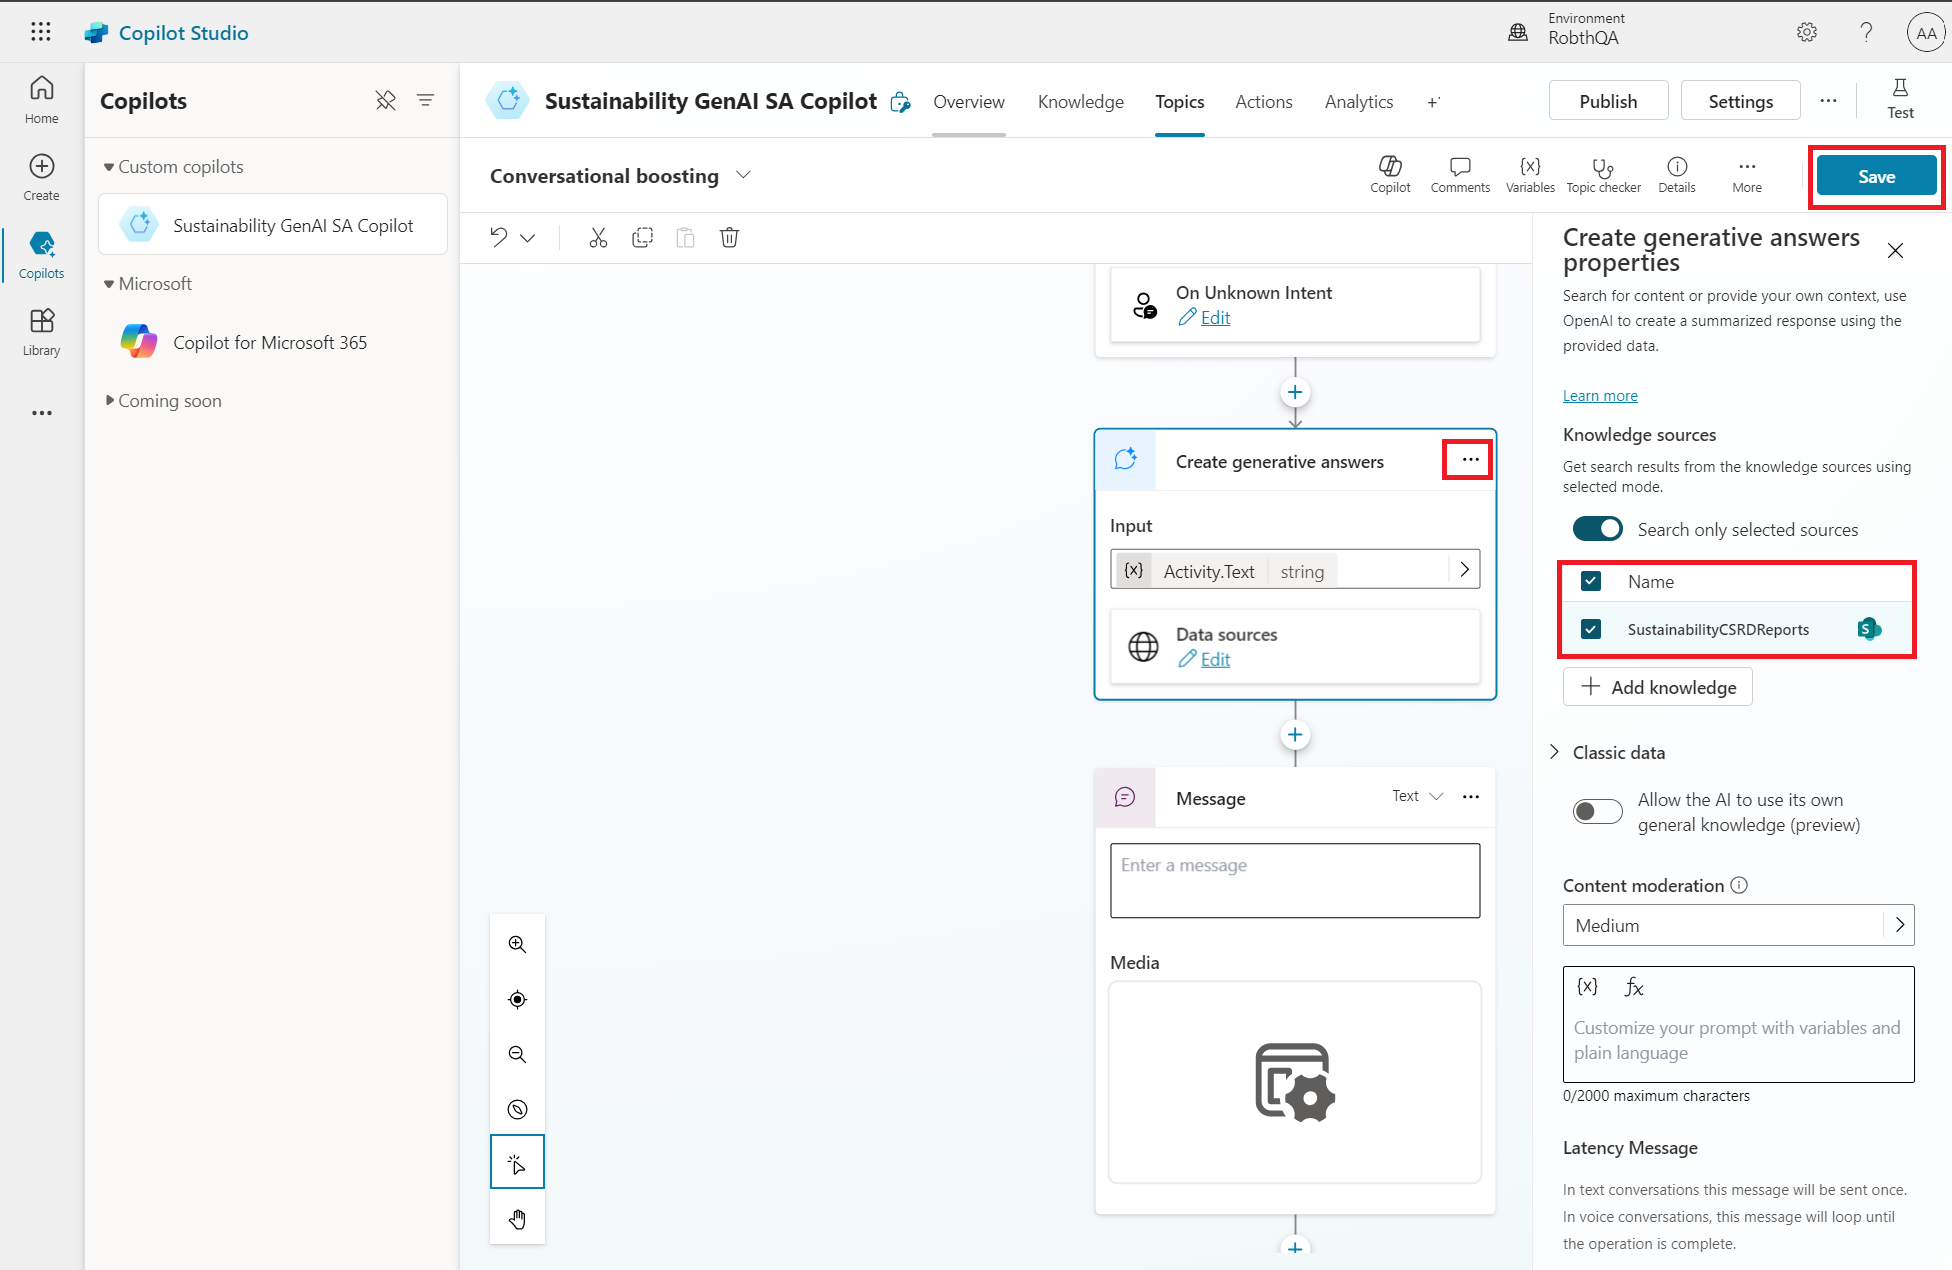 Copilot Studio
Environment
RobthQA
AA
Home
Create
Copilots
Library
Copilots
Custom copilots
Sustainability GenAI SA Copilot
Microsoft
Copilot for Microsoft 365
Coming soon
Sustainability GenAI SA Copilot
Overview
Knowledge
Topics
Actions
Analytics
Publish
Settings
Test
Conversational boosting
Copilot
Comments
Variables
Topic checker
Details
More
Save
On Unknown Intent
Edit
Create generative answers
Input
{x}
Activity.Text
string
Data sources
Edit
Message
Text
Enter a message
Media
Create generative answers
properties
Search for content or provide your own context, use
OpenAI to create a summarized response using the
provided data.
Learn more
Knowledge sources
Get search results from the knowledge sources using
selected mode.
Search only selected sources
Name
SustainabilityCSRDReports
S
Add knowledge
Classic data
Allow the AI to use its own
general knowledge (preview)
Content moderation
Medium
{x} fx
Customize your prompt with variables and
plain language
0/2000 maximum characters
Latency Message
In text conversations this message will be sent once.
In voice conversations, this message will loop until
the operation is complete.